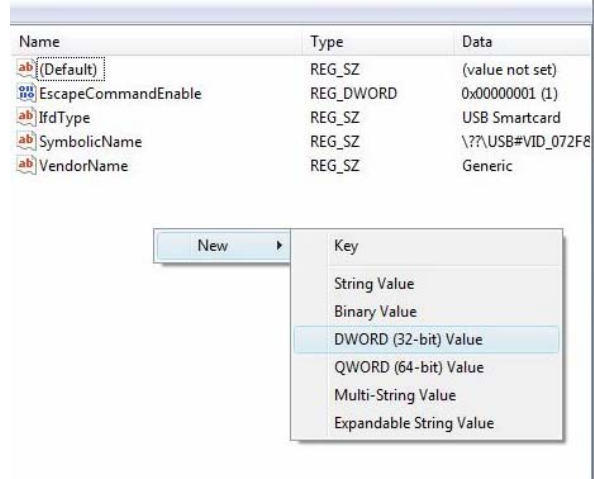 Name Type Data
(Default) REG_SZ (value not set)
EscapeCommandEnable REG_DWORD 0x00000001 (1)
IfdType REG_SZ USB Smartcard
SymbolicName REG_SZ \??\USB#VID_072F&
VendorName REG_SZ Generic
New Key
String Value
Binary Value
DWORD (32-bit) Value
QWORD (64-bit) Value
Multi-String Value
Expandable String Value